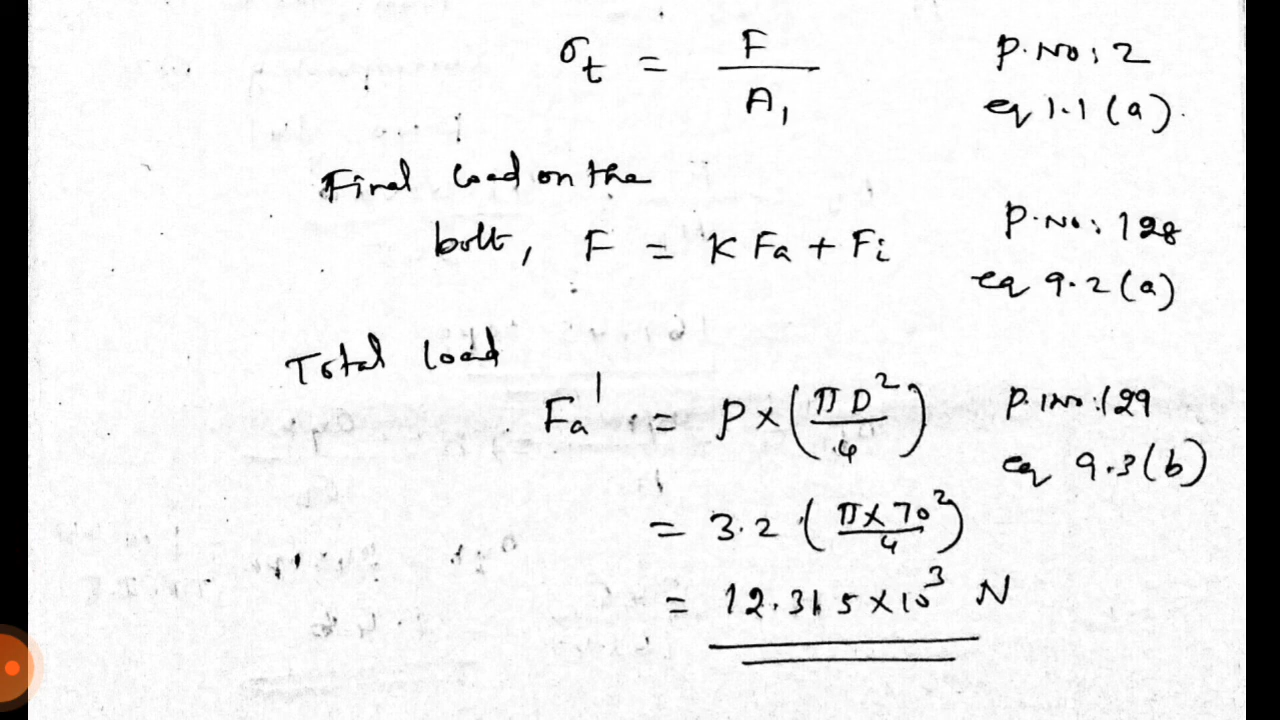 σt = F / A1 P.No: 2
eq 1.1 (a).
Final load on the
bolt, F = K Fa + Fi P.No: 128
eq 9.2 (a)
Total load
Fa' = P × (π D² / 4) P.No: 129
eq 9.3 (b)
= 3.2 (π × 70² / 4)
= 12.315 × 10³ N